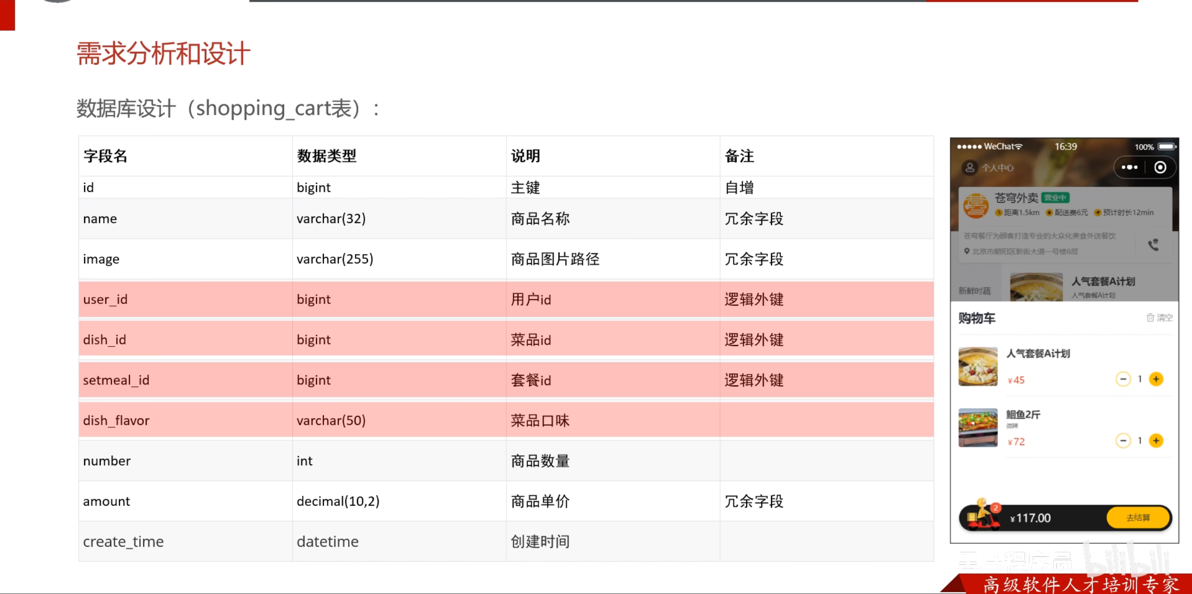 需求分析和设计
数据库设计（shopping_cart表）:
字段名 数据类型 说明 备注
id bigint 主键 自增
name varchar(32) 商品名称 冗余字段
image varchar(255) 商品图片路径 冗余字段
user_id bigint 用户id 逻辑外键
dish_id bigint 菜品id 逻辑外键
setmeal_id bigint 套餐id 逻辑外键
dish_flavor varchar(50) 菜品口味
number int 商品数量
amount decimal(10,2) 商品单价 冗余字段
create_time datetime 创建时间
WeChat 16:39 100%
个人中心
苍穹外卖 营业中
距离1.5km 配送费6元 预计时长12min
苍穹餐厅为顾客打造专业的大众化美食外送餐饮
北京市朝阳区新街大道一号楼8层
新鲜时蔬 人气套餐A计划
人气套餐A计划
购物车 清空
人气套餐A计划
¥45 1
鮰鱼2斤
¥72 1
2 ¥117.00 去结算
bilibili
高级软件人才培训专家